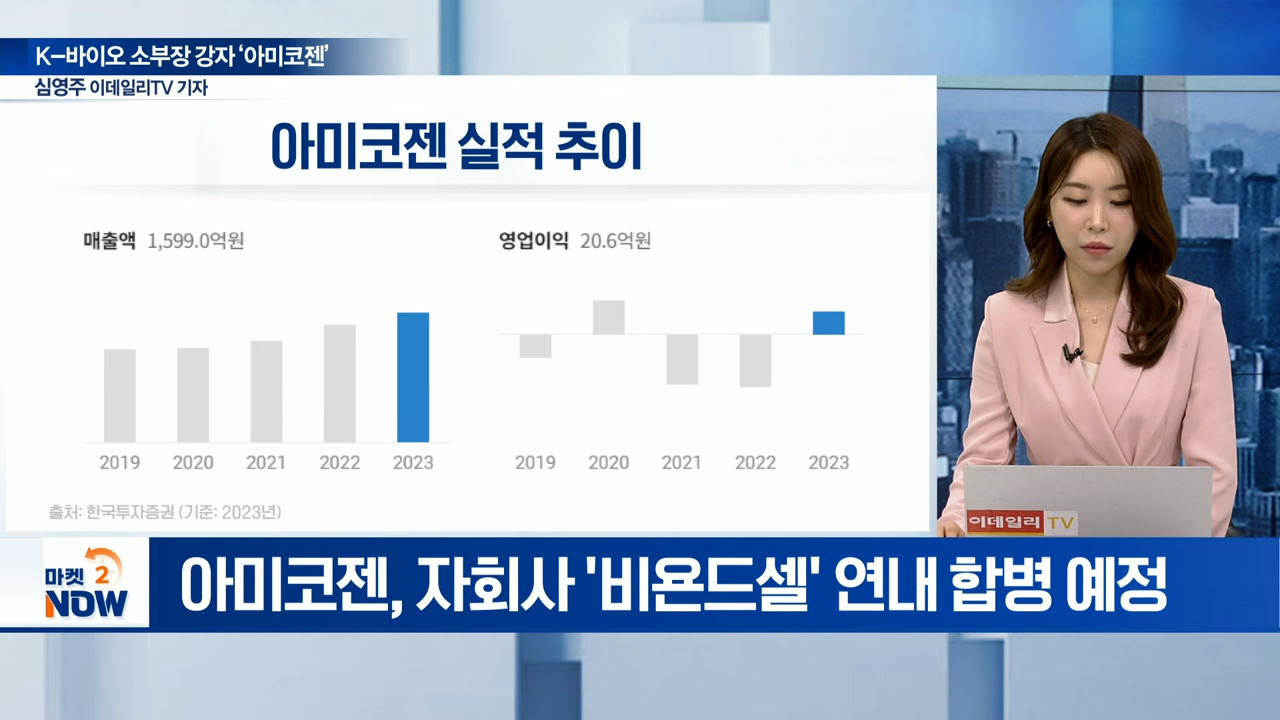 K-바이오 소부장 강자 '아미코젠'
심영주 이데일리TV 기자
아미코젠 실적 추이
매출액 1,599.0억원
영업이익 20.6억원
2019 2020 2021 2022 2023
2019 2020 2021 2022 2023
출처: 한국투자증권 (기준: 2023년)
이데일리 TV
마켓 2
NOW
아미코젠, 자회사 '비욘드셀' 연내 합병 예정